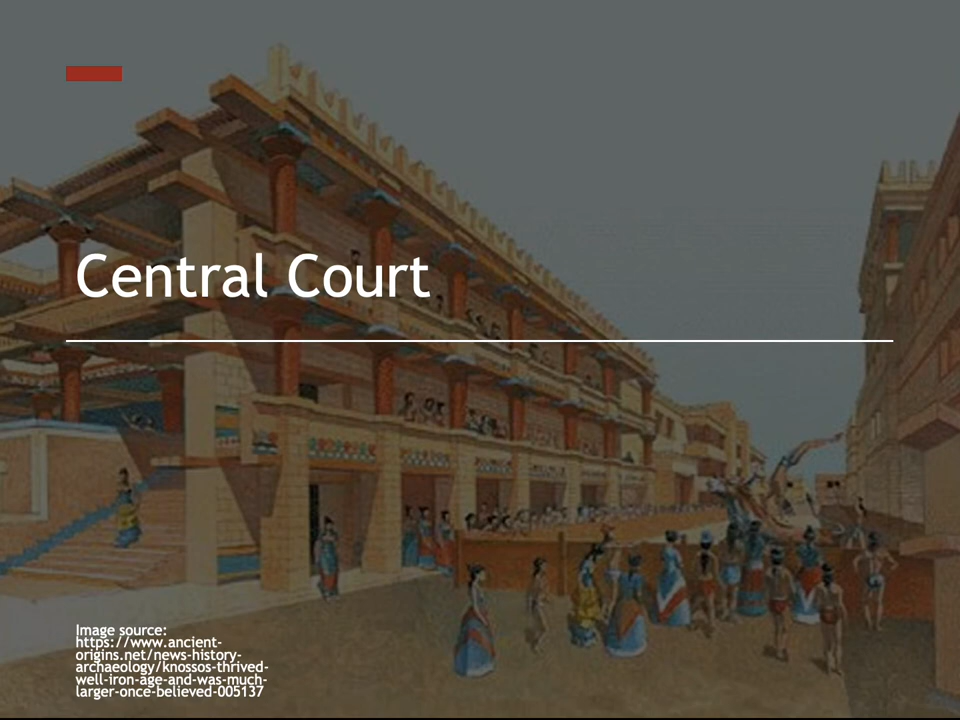 Central Court
Image source:
https://www.ancient-
origins.net/news-history-
archaeology/knossos-thrived-
well-iron-age-and-was-much-
larger-once-believed-005137